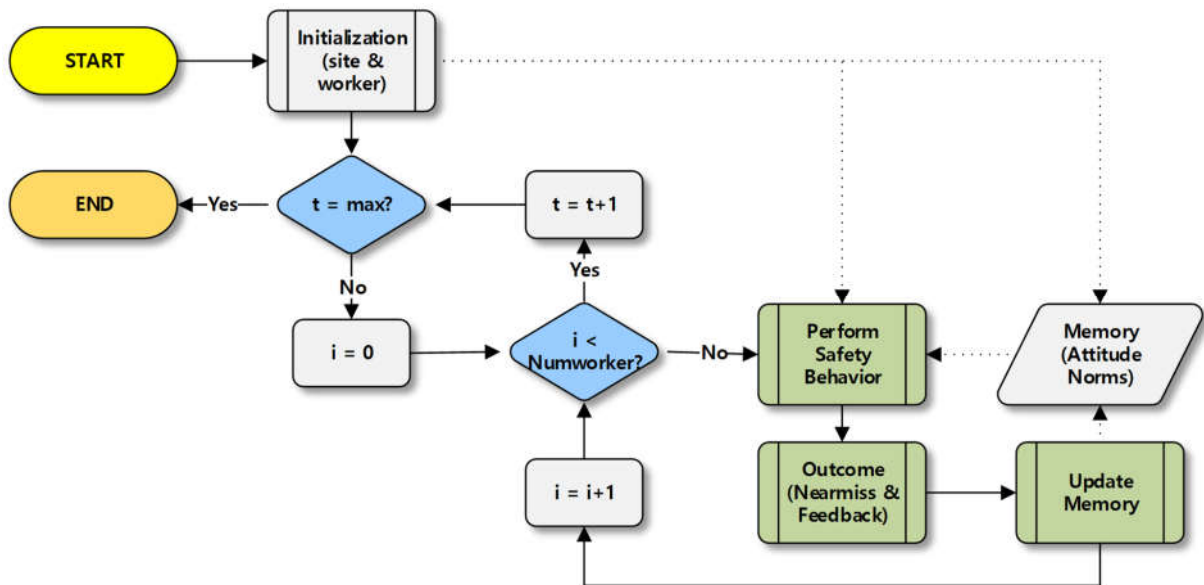 START
Initialization
(site &
worker)
END
Yes
t = max?
t = t+1
No
Yes
i = 0
i <
Numworker?
No
Perform
Safety
Behavior
Memory
(Attitude
Norms)
i = i+1
Outcome
(Nearmiss &
Feedback)
Update
Memory